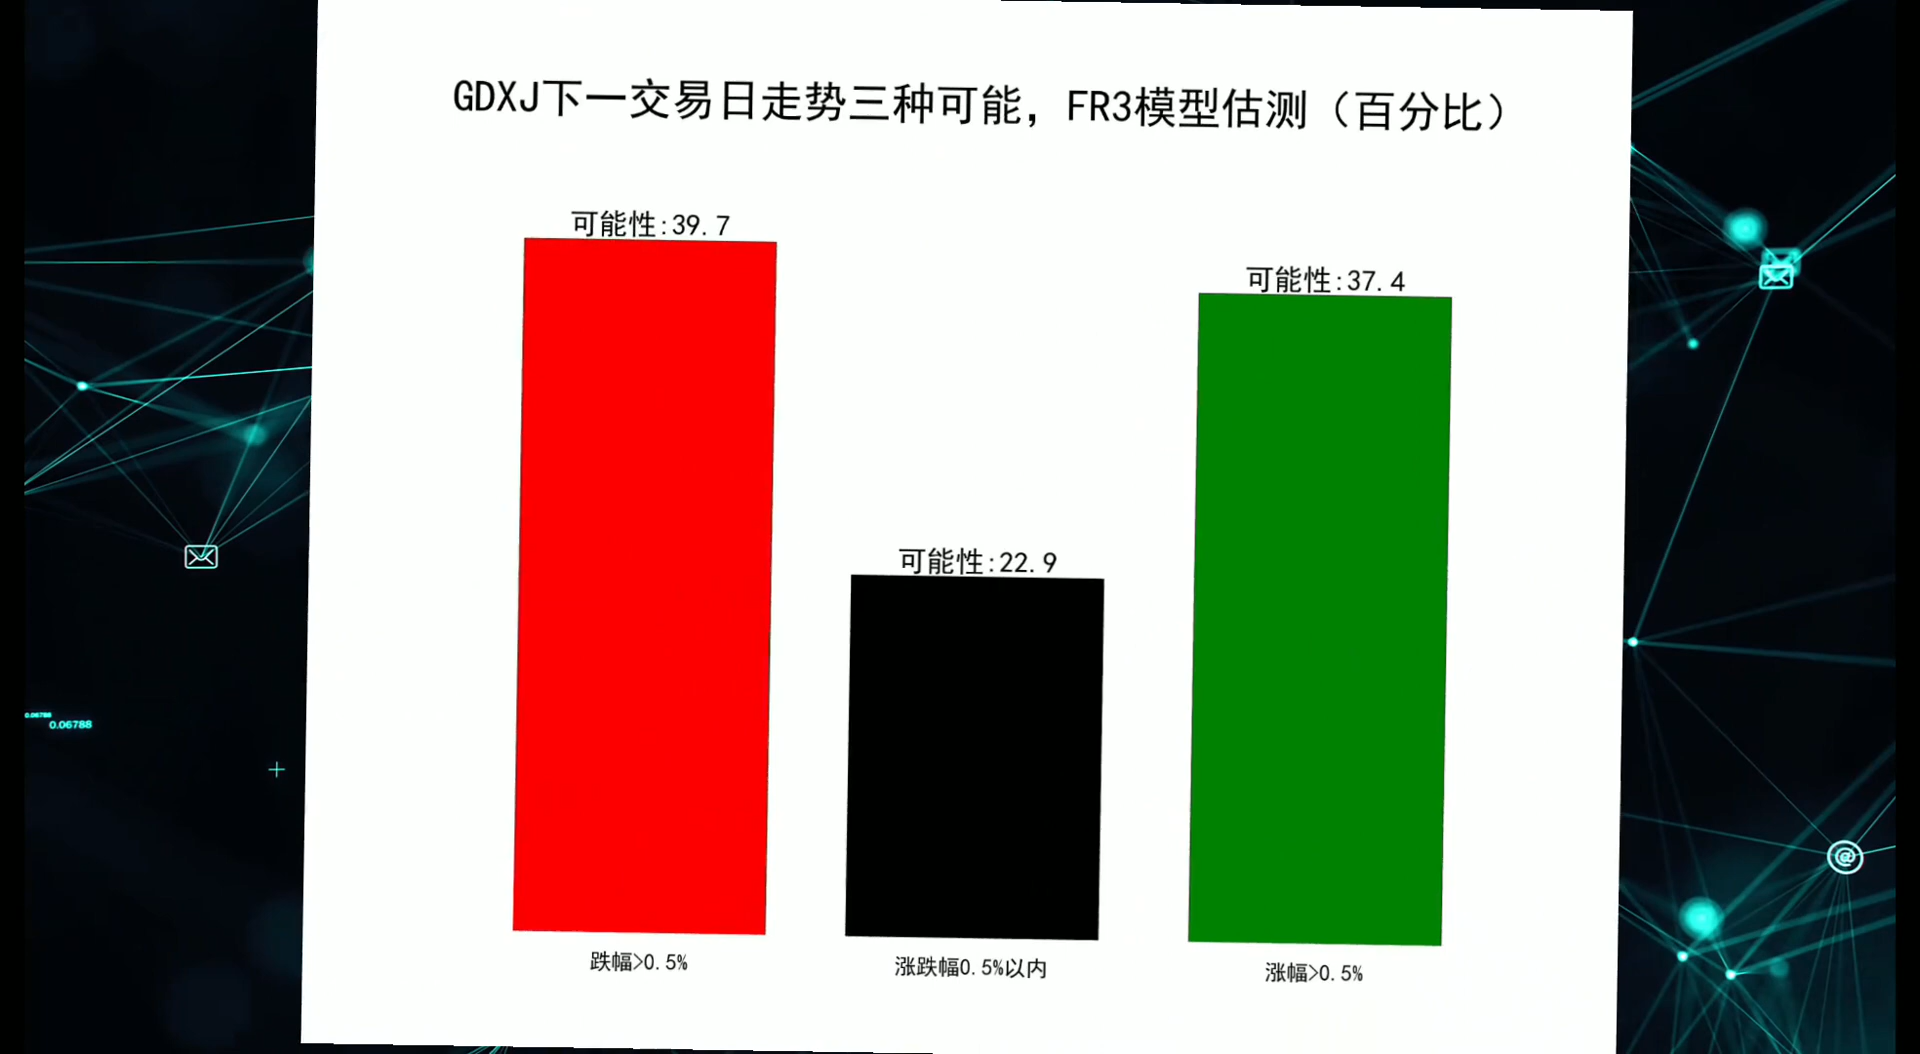 GDXJ下一交易日走势三种可能，FR3模型估测（百分比）
可能性:39.7
可能性:37.4
可能性:22.9
跌幅>0.5%
涨跌幅0.5%以内
涨幅>0.5%
0.06788
0.06788
@